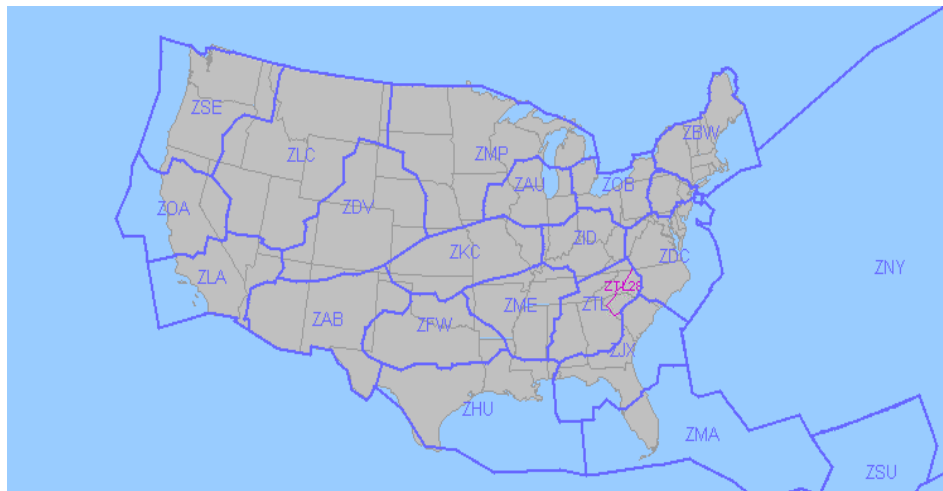 ZSE
ZLC
ZMP
ZBW
ZAU
ZOB
ZOA
ZDV
ZKC
ZID
ZDC
ZLA
ZNY
ZTL28
ZME
ZTL
ZAB
ZFW
ZJX
ZHU
ZMA
ZSU